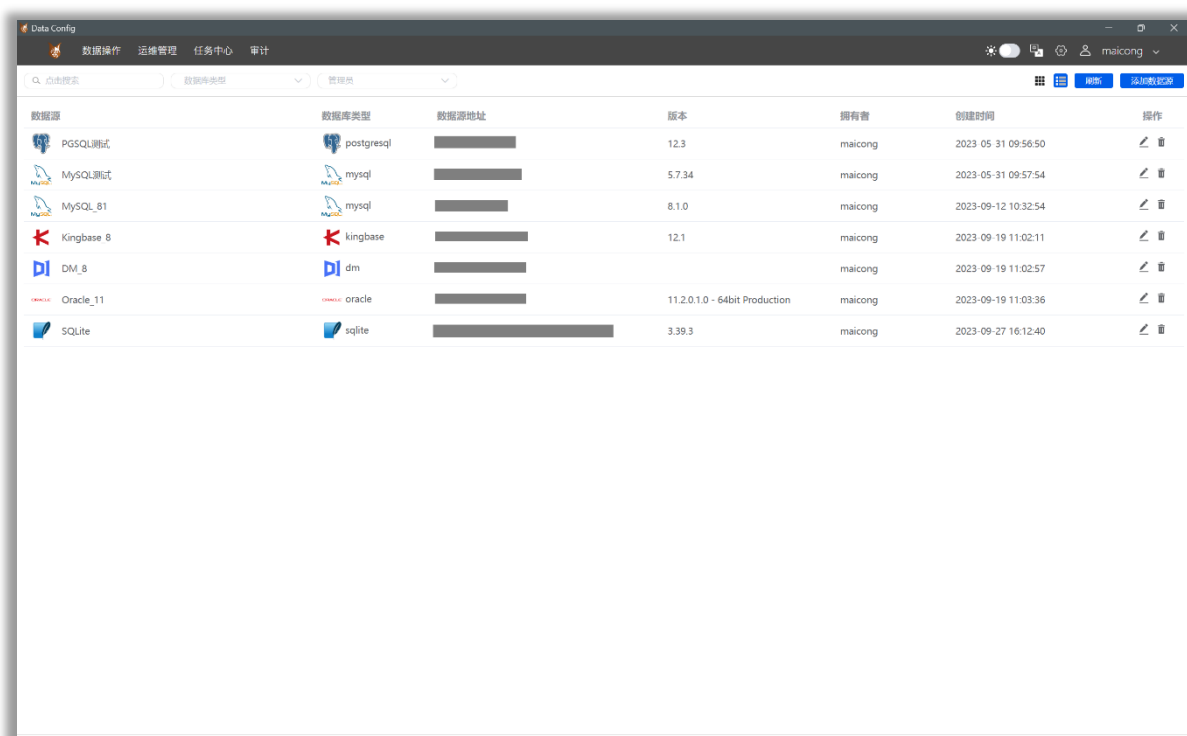 Data Config
数据操作 运维管理 任务中心 审计 maicong
点击搜索 数据库类型 管理员 刷新 添加数据源
数据源 数据库类型 数据源地址 版本 拥有者 创建时间 操作
PGSQL测试 postgresql 12.3 maicong 2023-05-31 09:56:50
MySQL测试 mysql 5.7.34 maicong 2023-05-31 09:57:54
MySQL_81 mysql 8.1.0 maicong 2023-09-12 10:32:54
Kingbase_8 kingbase 12.1 maicong 2023-09-19 11:02:11
DM_8 dm maicong 2023-09-19 11:02:57
ORACLE Oracle_11 ORACLE oracle 11.2.0.1.0 - 64bit Production maicong 2023-09-19 11:03:36
SQLite sqlite 3.39.3 maicong 2023-09-27 16:12:40